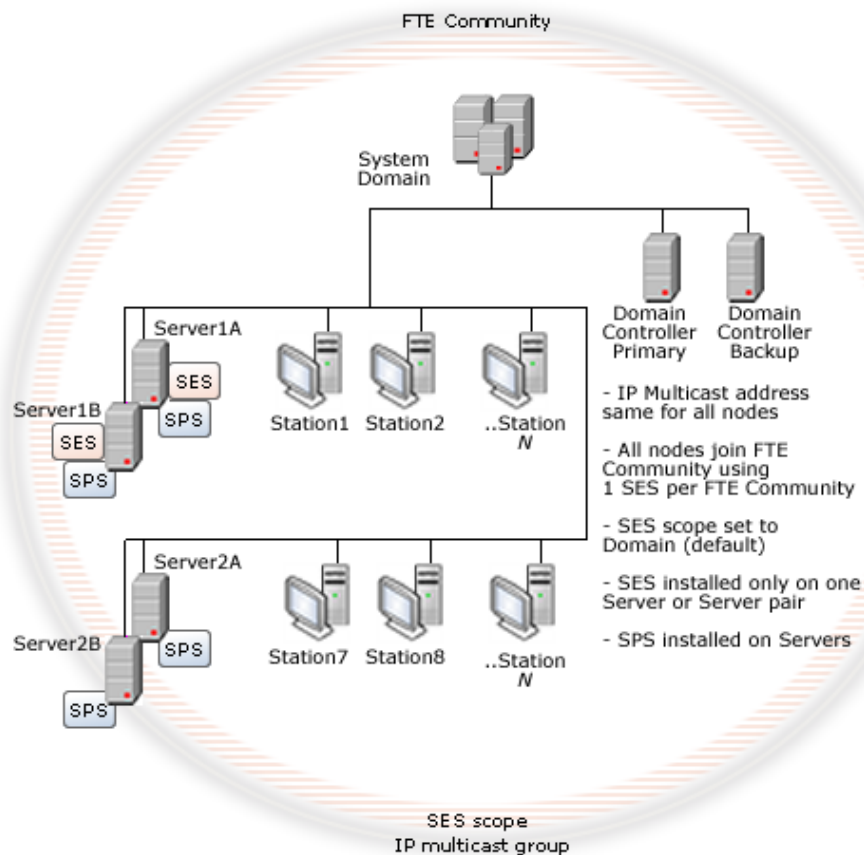 FTE Community
System
Domain
Domain
Controller
Primary
Domain
Controller
Backup
Server1A
SES
SPS
Server1B
SES
SPS
Station1
Station2
..Station
N
- IP Multicast address
same for all nodes
- All nodes join FTE
Community using
1 SES per FTE Community
- SES scope set to
Domain (default)
- SES installed only on one
Server or Server pair
- SPS installed on Servers
Server2A
SPS
Server2B
SPS
Station7
Station8
..Station
N
SES scope
IP multicast group